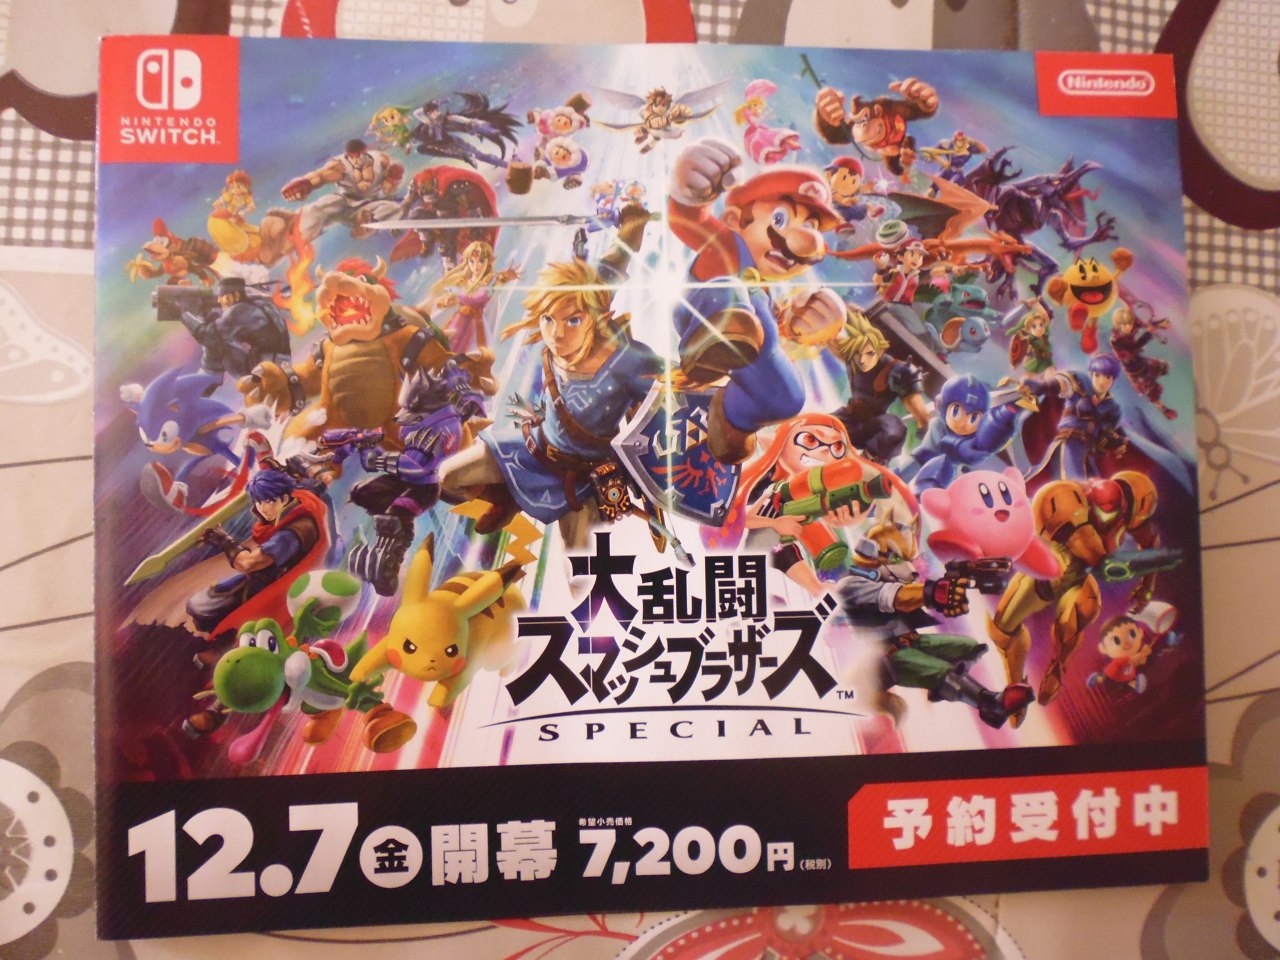 NINTENDO
SWITCH
Nintendo
大乱闘
スマッシュブラザーズ™
SPECIAL
12.7金開幕
希望小売価格
7,200円(税別)
予約受付中